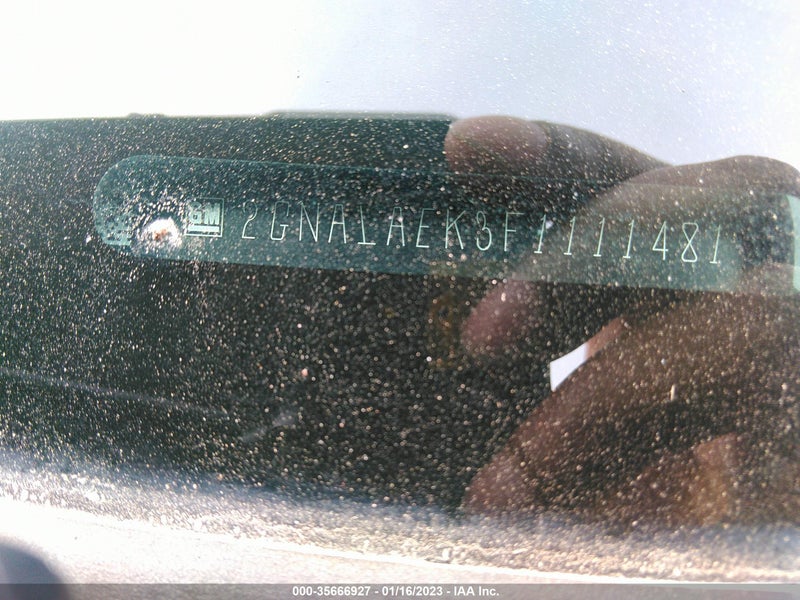 GM 2GNALAEK3F1111481
000-35666927 - 01/16/2023 - IAA Inc.